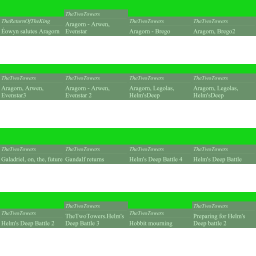 TheReturnOfTheKing
Eowyn salutes Aragorn
TheTwoTowers
Aragorn - Arwen,
Evenstar
TheTwoTowers
Aragorn - Brego
TheTwoTowers
Aragorn, Brego2
TheTwoTowers
Aragorn, Arwen,
Evenstar3
TheTwoTowers
Aragorn - Arwen,
Evenstar 2
TheTwoTowers
Aragorn, Legolas,
Helm'sDeep
TheTwoTowers
Aragorn, Legolas,
Helm'sDeep
TheTwoTowers
Galadriel, on, the, future
TheTwoTowers
Gandalf returns
TheTwoTowers
Helm's Deep Battle 4
TheTwoTowers
Helm's Deep Battle
TheTwoTowers
Helm's Deep Battle 2
TheTwoTowers
TheTwoTowers Helm's
Deep Battle 3
TheTwoTowers
Hobbit mourning
TheTwoTowers
Preparing for Helm's
Deep battle 2